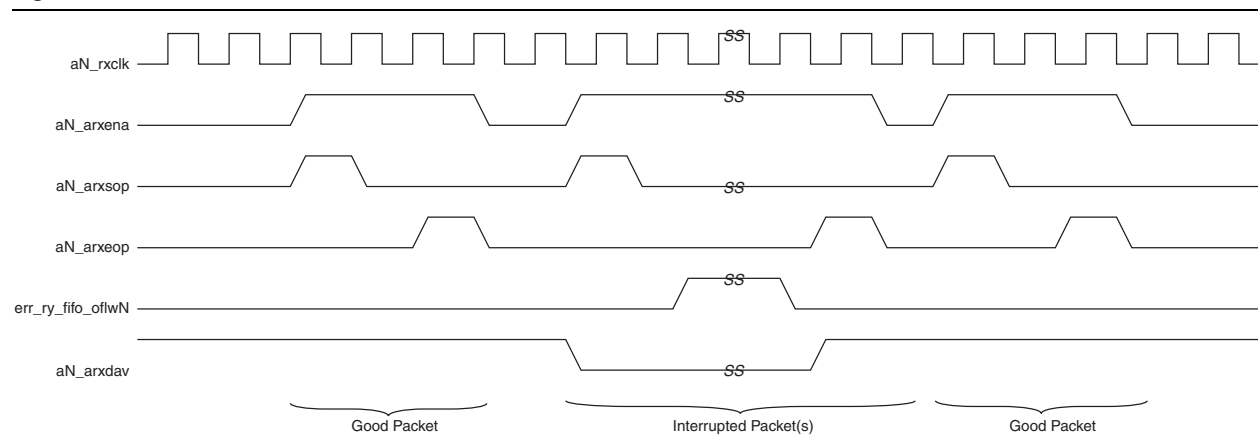 aN_rxclk
SS
aN_arxena
SS
aN_arxsop
SS
aN_arxeop
err_ry_fifo_oflwN
SS
aN_arxdav
SS
Good Packet
Interrupted Packet(s)
Good Packet